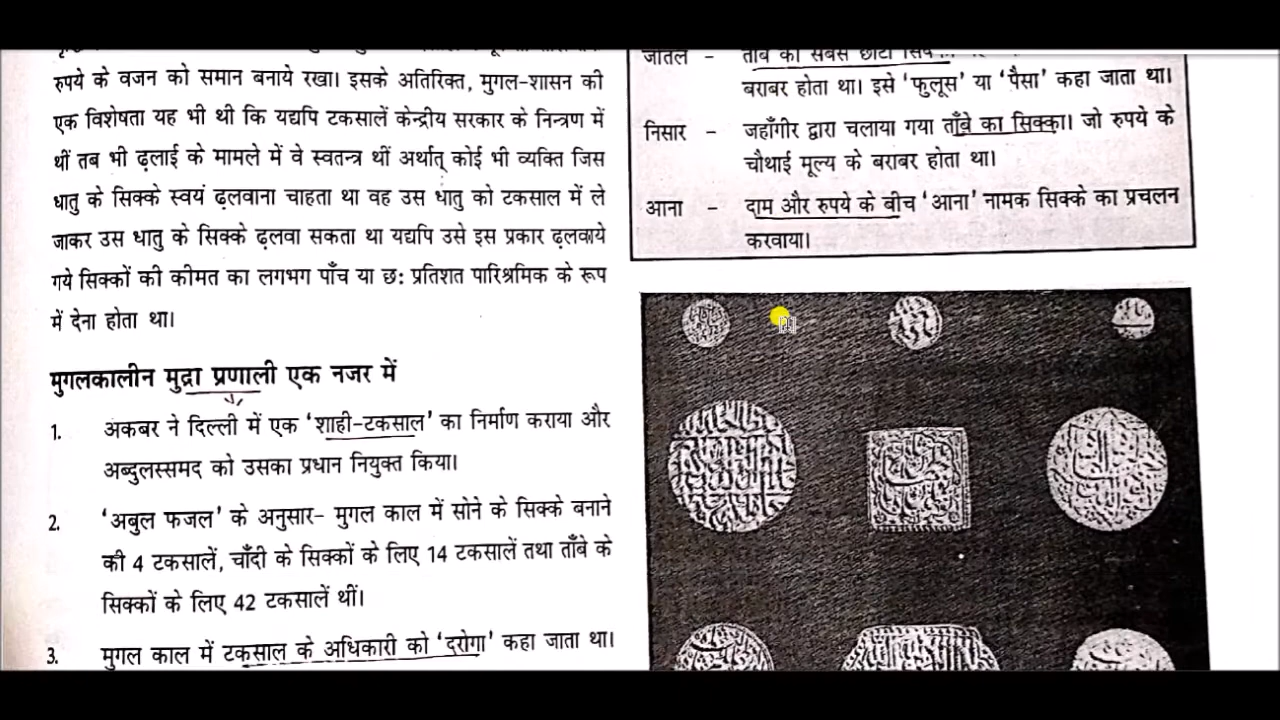 रुपये के वजन को समान बनाये रखा। इसके अतिरिक्त, मुगल-शासन की
एक विशेषता यह भी थी कि यद्यपि टकसालें केन्द्रीय सरकार के निन्त्रण में
थीं तब भी ढ़लाई के मामले में वे स्वतन्त्र थीं अर्थात् कोई भी व्यक्ति जिस
धातु के सिक्के स्वयं ढ़लवाना चाहता था वह उस धातु को टकसाल में ले
जाकर उस धातु के सिक्के ढ़लवा सकता था यद्यपि उसे इस प्रकार ढ़लवाये
गये सिक्कों की कीमत का लगभग पाँच या छ: प्रतिशत पारिश्रमिक के रूप
में देना होता था।
मुगलकालीन मुद्रा प्रणाली एक नजर में
1. अकबर ने दिल्ली में एक 'शाही-टकसाल' का निर्माण कराया और
अब्दुलस्समद को उसका प्रधान नियुक्त किया।
2. 'अबुल फजल' के अनुसार- मुगल काल में सोने के सिक्के बनाने
की 4 टकसालें, चाँदी के सिक्कों के लिए 14 टकसालें तथा ताँबे के
सिक्कों के लिए 42 टकसालें थीं।
3. मुगल काल में टकसाल के अधिकारी को 'दरोगा' कहा जाता था।
जीतल - ताँबे का सबसे छोटा
बराबर होता था। इसे 'फुलूस' या 'पैसा' कहा जाता था।
निसार - जहाँगीर द्वारा चलाया गया ताँबे का सिक्का। जो रुपये के
चौथाई मूल्य के बराबर होता था।
आना - दाम और रुपये के बीच 'आना' नामक सिक्के का प्रचलन
करवाया।